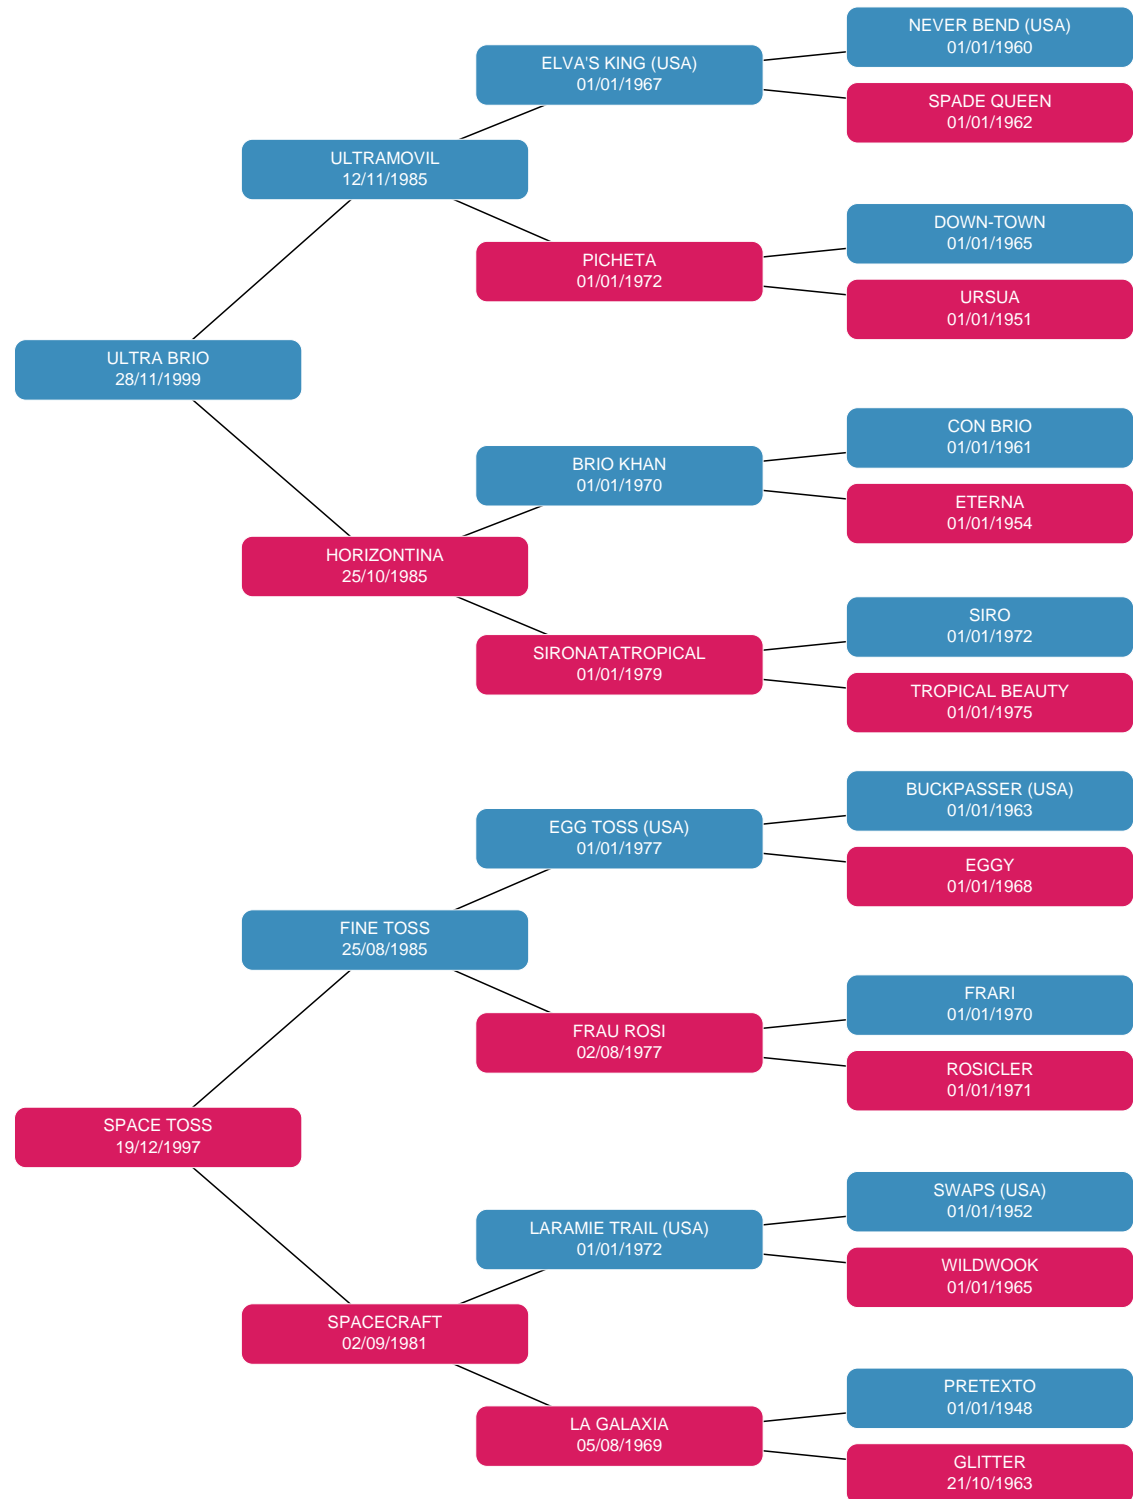 NEVER BEND (USA)
01/01/1960
ELVA'S KING (USA)
01/01/1967
SPADE QUEEN
01/01/1962
ULTRAMOVIL
12/11/1985
DOWN-TOWN
01/01/1965
PICHETA
01/01/1972
URSUA
01/01/1951
ULTRA BRIO
28/11/1999
CON BRIO
01/01/1961
BRIO KHAN
01/01/1970
ETERNA
01/01/1954
HORIZONTINA
25/10/1985
SIRO
01/01/1972
SIRONATATROPICAL
01/01/1979
TROPICAL BEAUTY
01/01/1975
BUCKPASSER (USA)
01/01/1963
EGG TOSS (USA)
01/01/1977
EGGY
01/01/1968
FINE TOSS
25/08/1985
FRARI
01/01/1970
FRAU ROSI
02/08/1977
ROSICLER
01/01/1971
SPACE TOSS
19/12/1997
SWAPS (USA)
01/01/1952
LARAMIE TRAIL (USA)
01/01/1972
WILDWOOK
01/01/1965
SPACECRAFT
02/09/1981
PRETEXTO
01/01/1948
LA GALAXIA
05/08/1969
GLITTER
21/10/1963